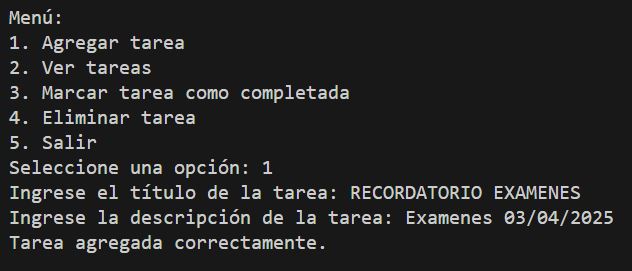 Menú:
1. Agregar tarea
2. Ver tareas
3. Marcar tarea como completada
4. Eliminar tarea
5. Salir
Seleccione una opción: 1
Ingrese el título de la tarea: RECORDATORIO EXAMENES
Ingrese la descripción de la tarea: Examenes 03/04/2025
Tarea agregada correctamente.